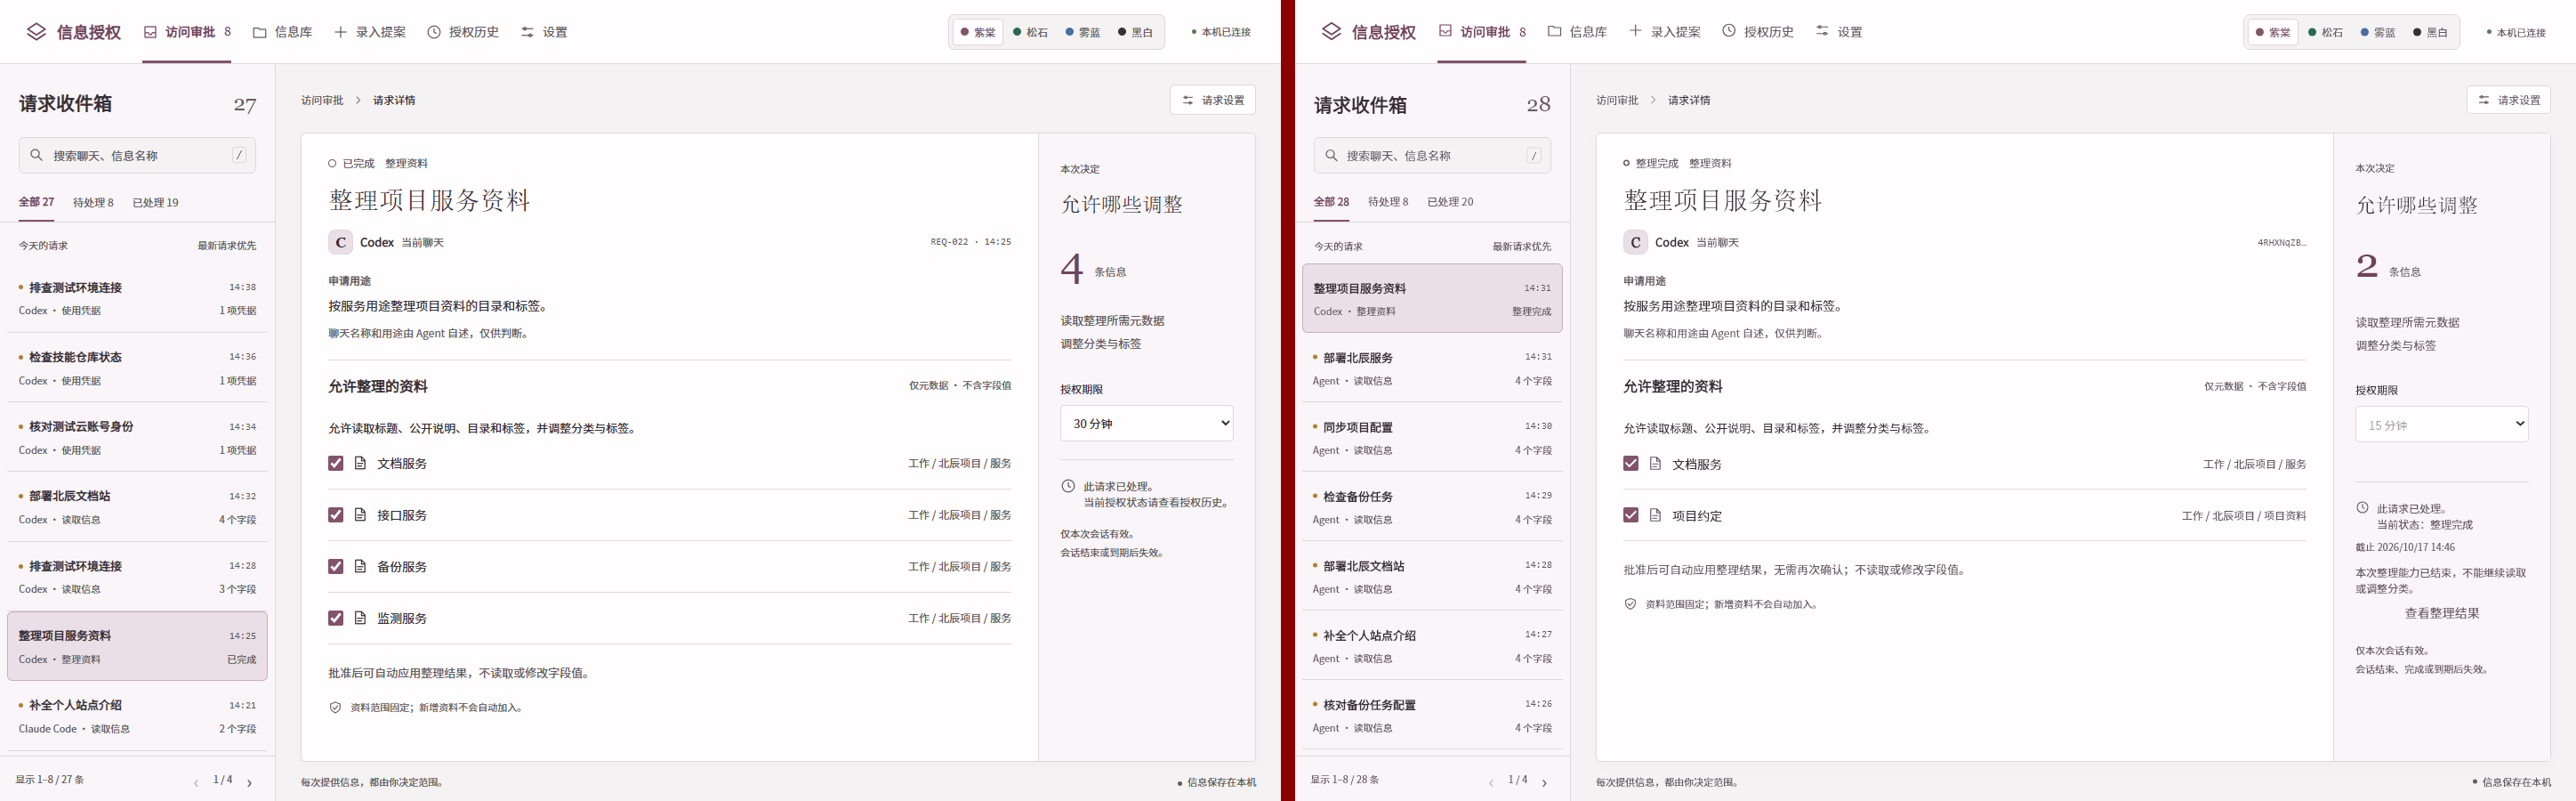 信息授权 访问审批 8 信息库 录入提案 授权历史 设置 紫棠 松石 雾蓝 黑白 本机已连接
请求收件箱 27
搜索聊天、信息名称 /
全部 27 待处理 8 已处理 19
今天的请求 最新请求优先
排查测试环境连接 14:38
Codex · 使用凭据 1 项凭据
检查技能仓库状态 14:36
Codex · 使用凭据 1 项凭据
核对测试云账号身份 14:34
Codex · 使用凭据 1 项凭据
部署北辰文档站 14:32
Codex · 读取信息 4 个字段
排查测试环境连接 14:28
Codex · 读取信息 3 个字段
整理项目服务资料 14:25
Codex · 整理资料 已完成
补全个人站点介绍 14:21
Claude Code · 读取信息 2 个字段
显示 1–8 / 27 条 ‹ 1 / 4 ›
访问审批 > 请求详情 请求设置
已完成 整理资料
整理项目服务资料
C Codex 当前聊天 REQ-022 · 14:25
申请用途
按服务用途整理项目资料的目录和标签。
聊天名称和用途由 Agent 自述，仅供判断。
允许整理的资料 仅元数据 · 不含字段值
允许读取标题、公开说明、目录和标签，并调整分类与标签。
文档服务 工作 / 北辰项目 / 服务
接口服务 工作 / 北辰项目 / 服务
备份服务 工作 / 北辰项目 / 服务
监测服务 工作 / 北辰项目 / 服务
批准后可自动应用整理结果，不读取或修改字段值。
资料范围固定；新增资料不会自动加入。
本次决定
允许哪些调整
4 条信息
读取整理所需元数据
调整分类与标签
授权期限
30 分钟
此请求已处理。
当前授权状态请查看授权历史。
仅本次会话有效。
会话结束或到期后失效。
每次提供信息，都由你决定范围。 信息保存在本机
信息授权 访问审批 8 信息库 录入提案 授权历史 设置 紫棠 松石 雾蓝 黑白 本机已连接
请求收件箱 28
搜索聊天、信息名称 /
全部 28 待处理 8 已处理 20
今天的请求 最新请求优先
整理项目服务资料 14:31
Codex · 整理资料 整理完成
部署北辰服务 14:31
Agent · 读取信息 4 个字段
同步项目配置 14:30
Agent · 读取信息 4 个字段
检查备份任务 14:29
Agent · 读取信息 4 个字段
部署北辰文档站 14:28
Agent · 读取信息 4 个字段
补全个人站点介绍 14:27
Agent · 读取信息 4 个字段
核对备份任务配置 14:26
Agent · 读取信息 4 个字段
显示 1–8 / 28 条 ‹ 1 / 4 ›
访问审批 > 请求详情 请求设置
整理完成 整理资料
整理项目服务资料
C Codex 当前聊天 4RHXNqZB…
申请用途
按服务用途整理项目资料的目录和标签。
聊天名称和用途由 Agent 自述，仅供判断。
允许整理的资料 仅元数据 · 不含字段值
允许读取标题、公开说明、目录和标签，并调整分类与标签。
文档服务 工作 / 北辰项目 / 服务
项目约定 工作 / 北辰项目 / 项目资料
批准后可自动应用整理结果，无需再次确认；不读取或修改字段值。
资料范围固定；新增资料不会自动加入。
本次决定
允许哪些调整
2 条信息
读取整理所需元数据
调整分类与标签
授权期限
15 分钟
此请求已处理。
当前状态：整理完成
截止 2026/10/17 14:46
本次整理能力已结束，不能继续读取
或调整分类。
查看整理结果
仅本次会话有效。
会话结束、完成或到期后失效。
每次提供信息，都由你决定范围。 信息保存在本机